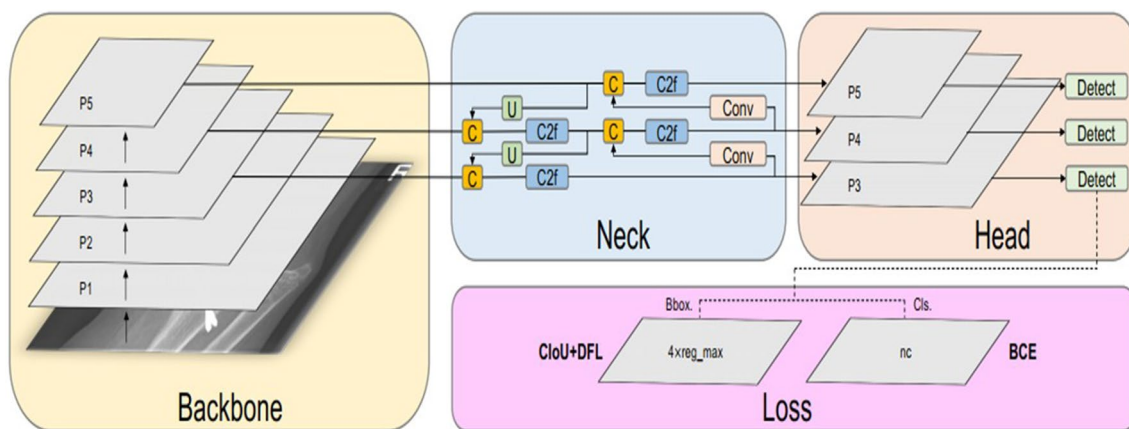 P5
P4
P3
P2
P1
Backbone
C C2f
U Conv
C C2f C C2f
U Conv
C C2f
Neck
P5
P4
P3
Detect
Detect
Detect
Head
Bbox. Cls.
CIoU+DFL 4×reg_max nc BCE
Loss